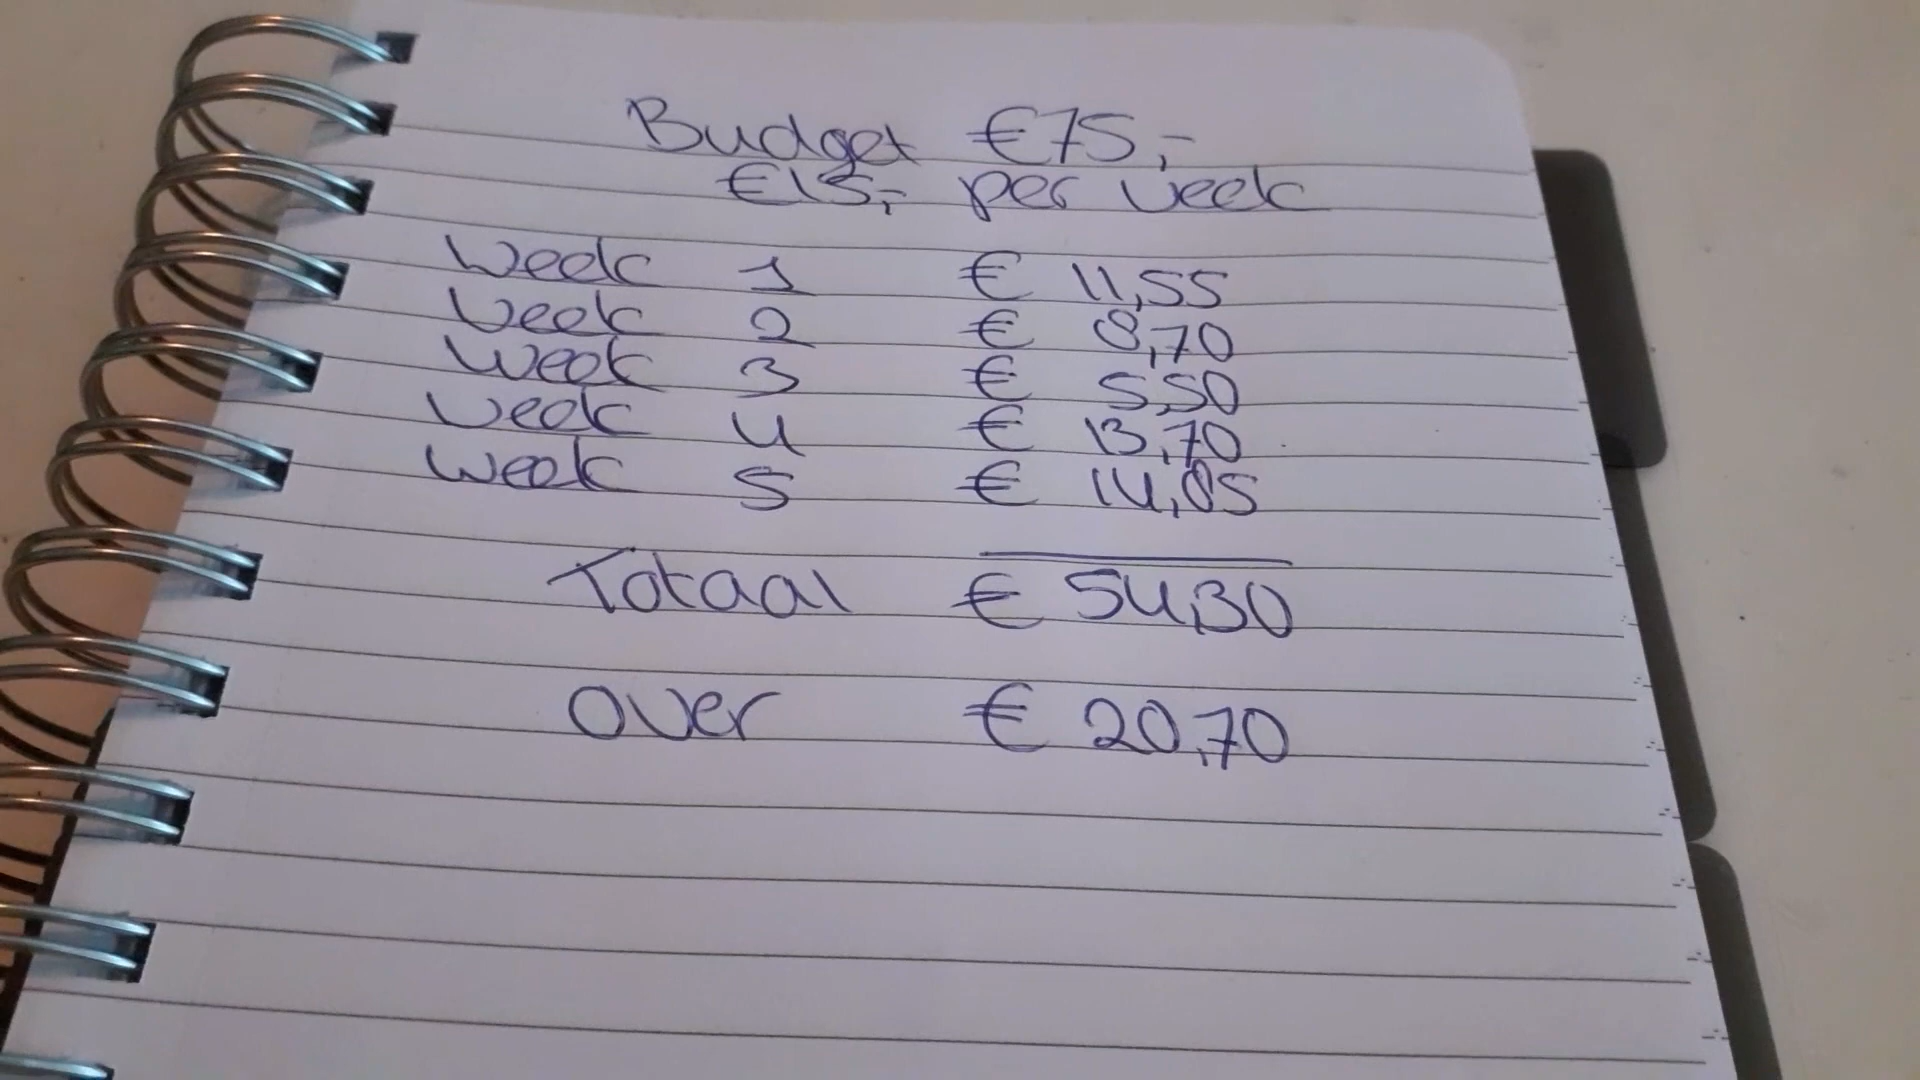 Budget €75,-
€15,- per week
Week 1 € 11,55
Week 2 € 8,70
Week 3 € 5,50
Week 4 € 13,70
Week 5 € 14,85
Totaal € 54,30
Over € 20,70